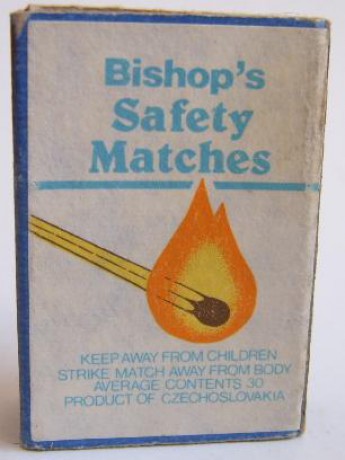 Bishop's
Safety
Matches
KEEP AWAY FROM CHILDREN
STRIKE MATCH AWAY FROM BODY
AVERAGE CONTENTS 30
PRODUCT OF CZECHOSLOVAKIA